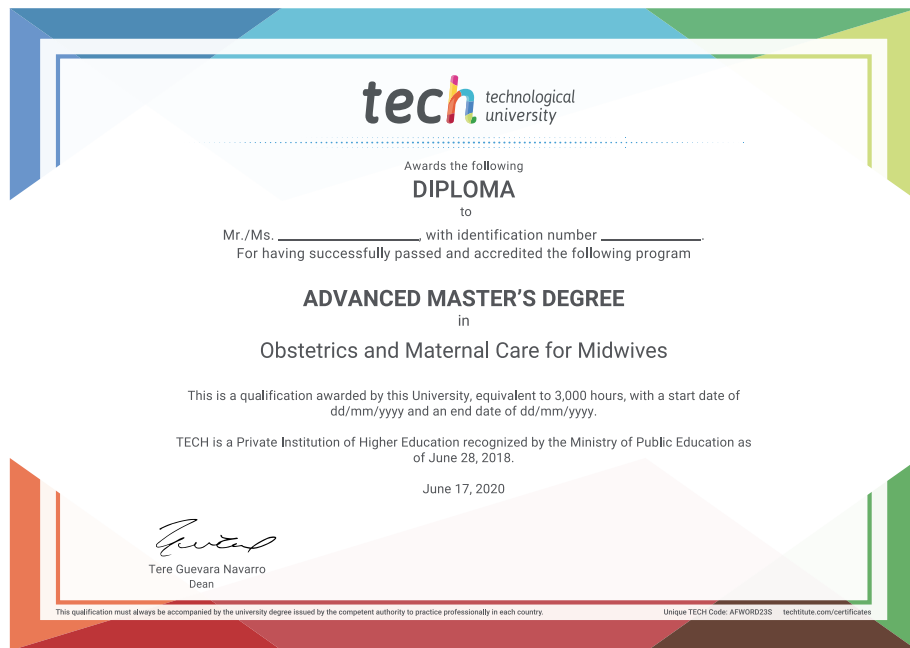 tech technological
university
Awards the following
DIPLOMA
to
Mr./Ms. ____________________, with identification number ______________.
For having successfully passed and accredited the following program
ADVANCED MASTER'S DEGREE
in
Obstetrics and Maternal Care for Midwives
This is a qualification awarded by this University, equivalent to 3,000 hours, with a start date of
dd/mm/yyyy and an end date of dd/mm/yyyy.
TECH is a Private Institution of Higher Education recognized by the Ministry of Public Education as
of June 28, 2018.
June 17, 2020
Tere Guevara Navarro
Dean
This qualification must always be accompanied by the university degree issued by the competent authority to practice professionally in each country. Unique TECH Code: AFWORD23S techtitute.com/certificates